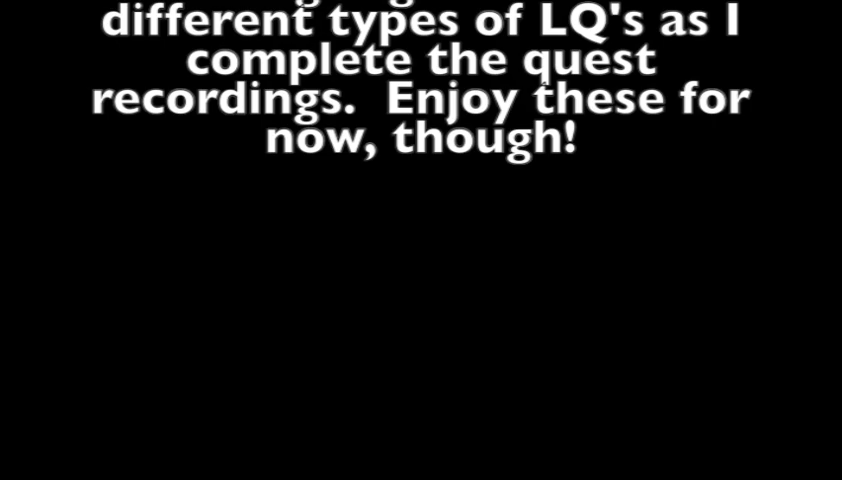 different types of LQ's as I
complete the quest
recordings.  Enjoy these for
now, though!